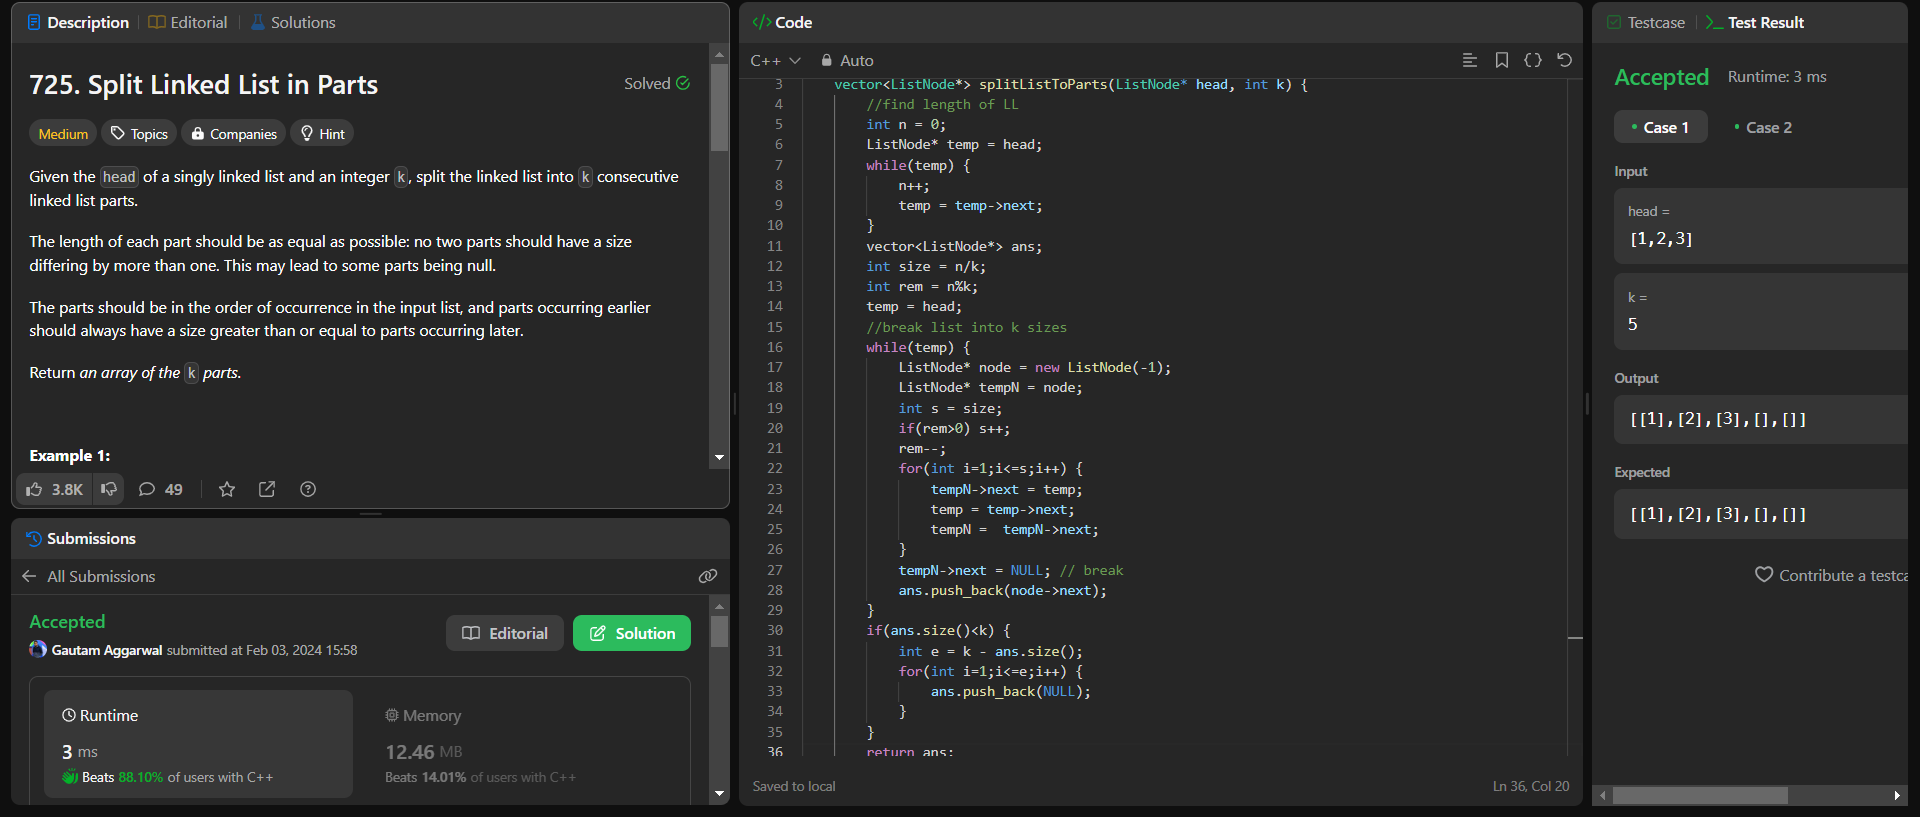 Description
Editorial
Solutions
725. Split Linked List in Parts
Solved
Medium
Topics
Companies
Hint
Given the head of a singly linked list and an integer k, split the linked list into k consecutive
linked list parts.
The length of each part should be as equal as possible: no two parts should have a size
differing by more than one. This may lead to some parts being null.
The parts should be in the order of occurrence in the input list, and parts occurring earlier
should always have a size greater than or equal to parts occurring later.
Return an array of the k parts.
Example 1:
3.8K
49
Submissions
All Submissions
Accepted
Editorial
Solution
Gautam Aggarwal submitted at Feb 03, 2024 15:58
Runtime
3 ms
Beats 88.10% of users with C++
Memory
12.46 MB
Beats 14.01% of users with C++
</> Code
C++
Auto
3 vector<ListNode*> splitListToParts(ListNode* head, int k) {
4 //find length of LL
5 int n = 0;
6 ListNode* temp = head;
7 while(temp) {
8 n++;
9 temp = temp->next;
10 }
11 vector<ListNode*> ans;
12 int size = n/k;
13 int rem = n%k;
14 temp = head;
15 //break list into k sizes
16 while(temp) {
17 ListNode* node = new ListNode(-1);
18 ListNode* tempN = node;
19 int s = size;
20 if(rem>0) s++;
21 rem--;
22 for(int i=1;i<=s;i++) {
23 tempN->next = temp;
24 temp = temp->next;
25 tempN =  tempN->next;
26 }
27 tempN->next = NULL; // break
28 ans.push_back(node->next);
29 }
30 if(ans.size()<k) {
31 int e = k - ans.size();
32 for(int i=1;i<=e;i++) {
33 ans.push_back(NULL);
34 }
35 }
36 return ans;
Saved to local
Ln 36, Col 20
Testcase
Test Result
Accepted
Runtime: 3 ms
Case 1
Case 2
Input
head =
[1,2,3]
k =
5
Output
[[1],[2],[3],[],[]]
Expected
[[1],[2],[3],[],[]]
Contribute a testca